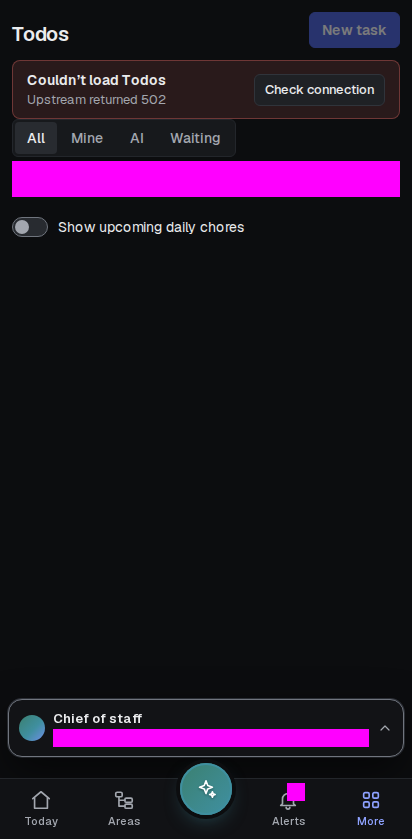 Todos
New task
Couldn’t load Todos
Upstream returned 502
Check connection
All Mine AI Waiting
Show upcoming daily chores
Chief of staff
Today Areas Alerts More